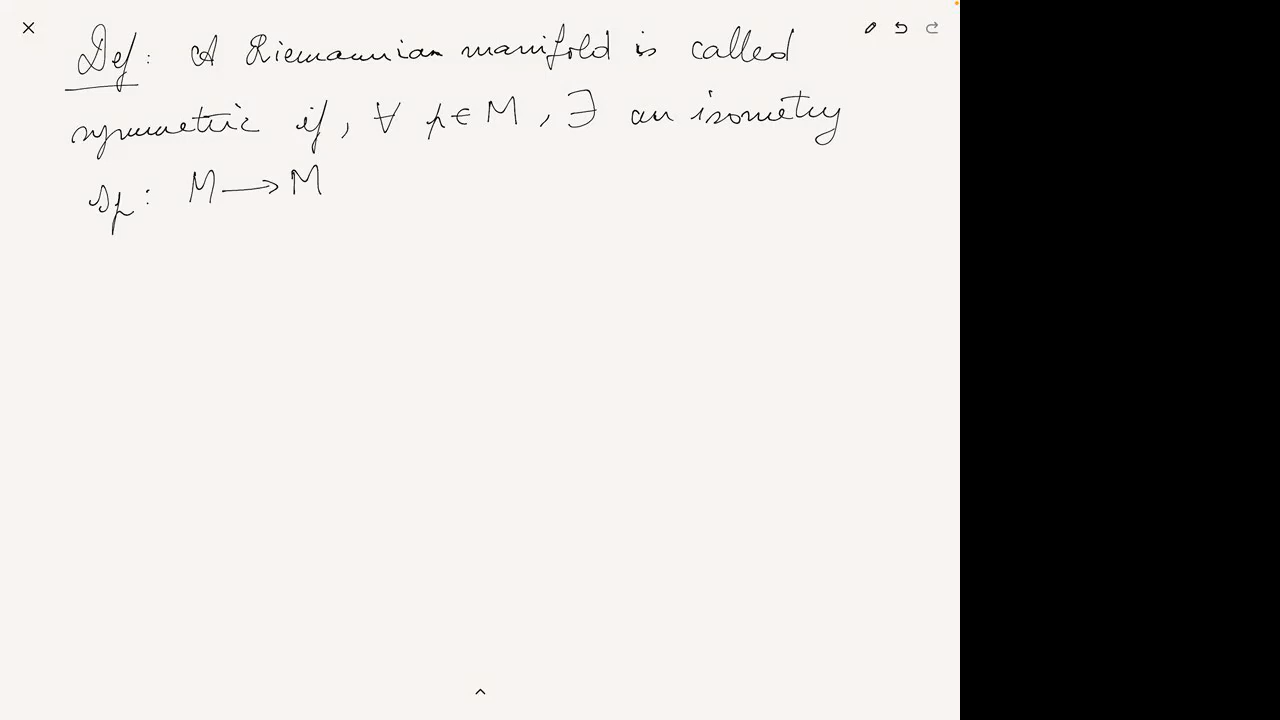 Def: A Riemannian manifold is called
symmetric if, ∀ p ∈ M, ∃ an isometry
sp: M → M